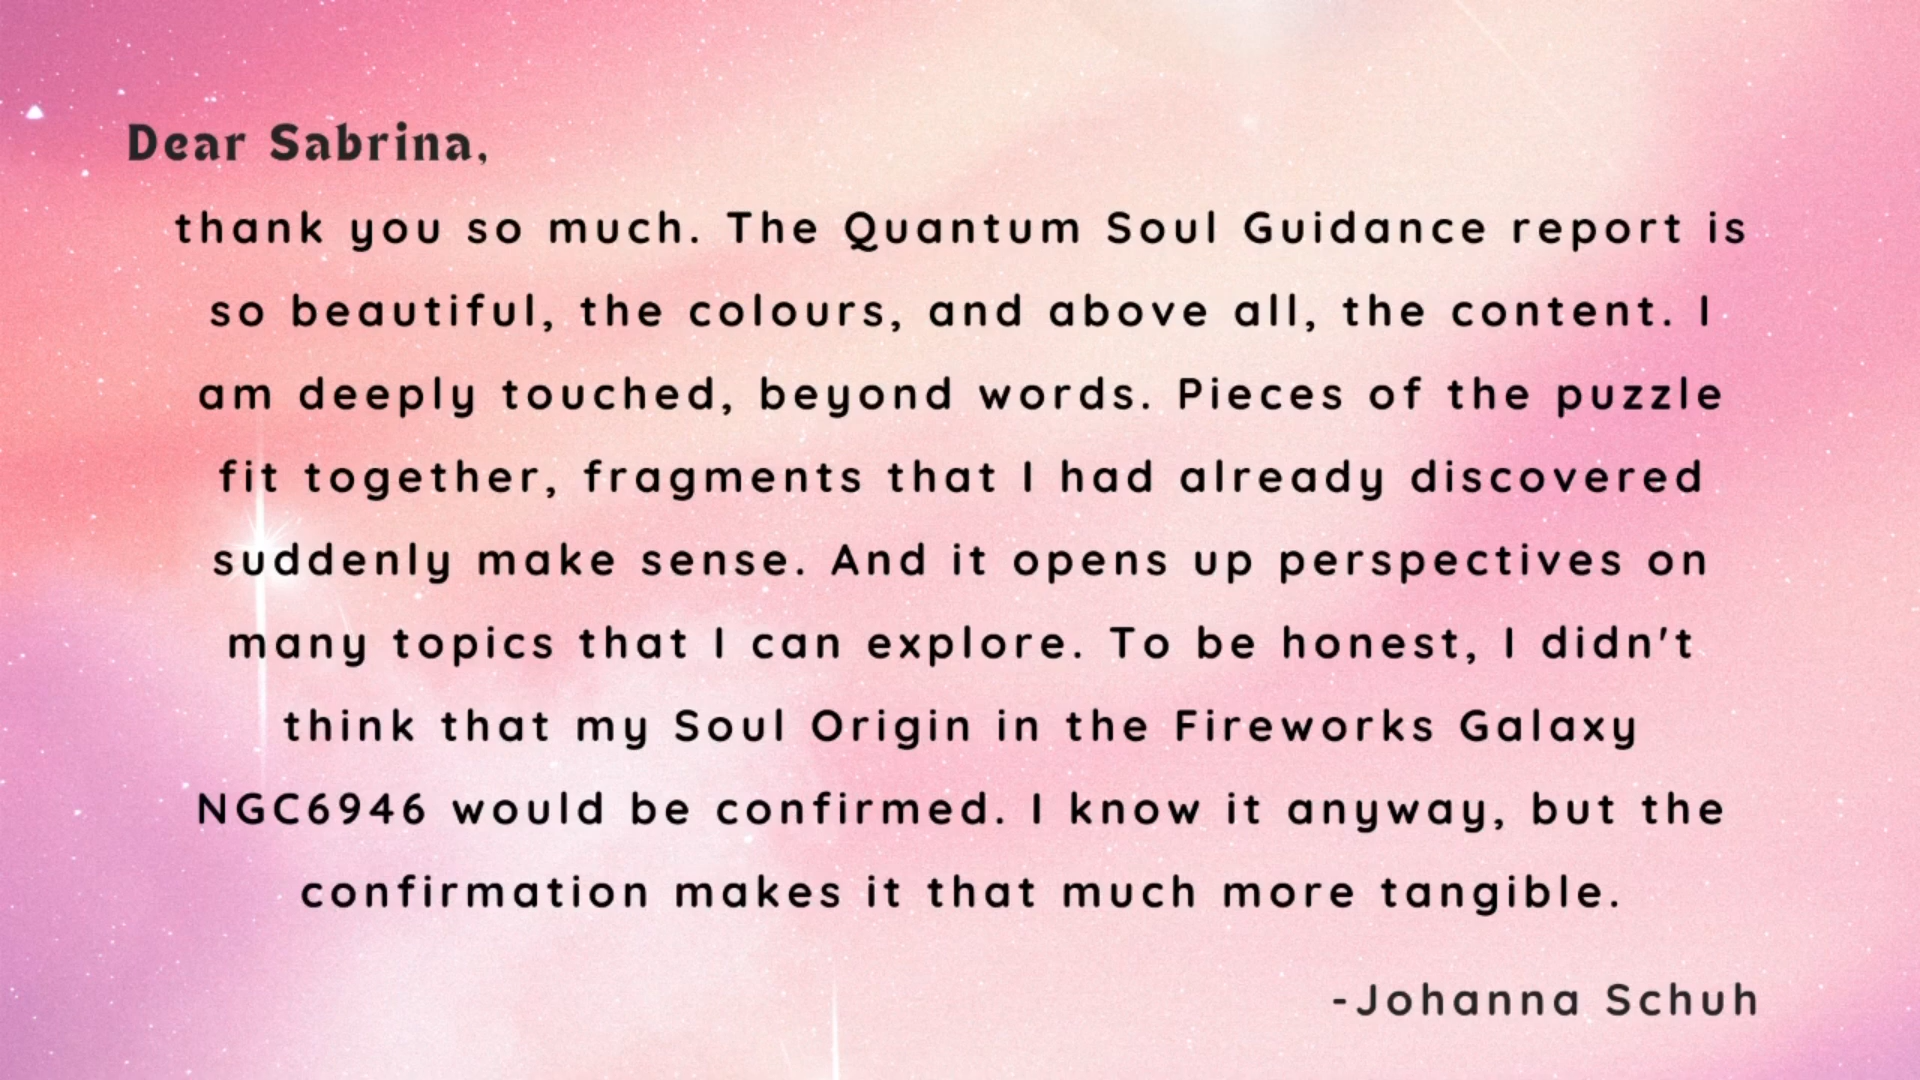 Dear Sabrina,
thank you so much. The Quantum Soul Guidance report is
so beautiful, the colours, and above all, the content. I
am deeply touched, beyond words. Pieces of the puzzle
fit together, fragments that I had already discovered
suddenly make sense. And it opens up perspectives on
many topics that I can explore. To be honest, I didn't
think that my Soul Origin in the Fireworks Galaxy
NGC6946 would be confirmed. I know it anyway, but the
confirmation makes it that much more tangible.
-Johanna Schuh